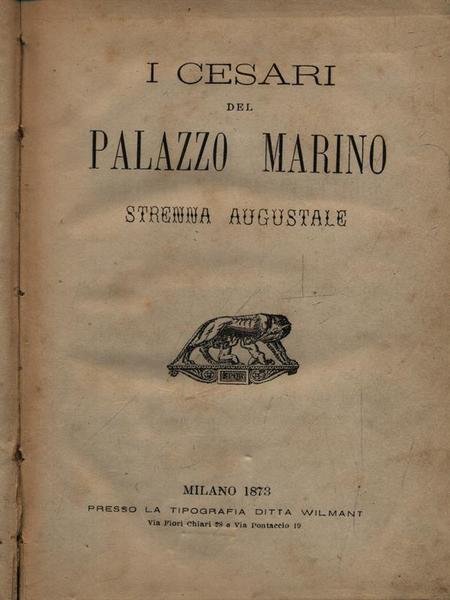 I CESARI
DEL
PALAZZO MARINO
STRENNA AUGUSTALE
MILANO 1873
PRESSO LA TIPOGRAFIA DITTA WILMANT
Via Fiori Chiari 28 e Via Pontaccio 19